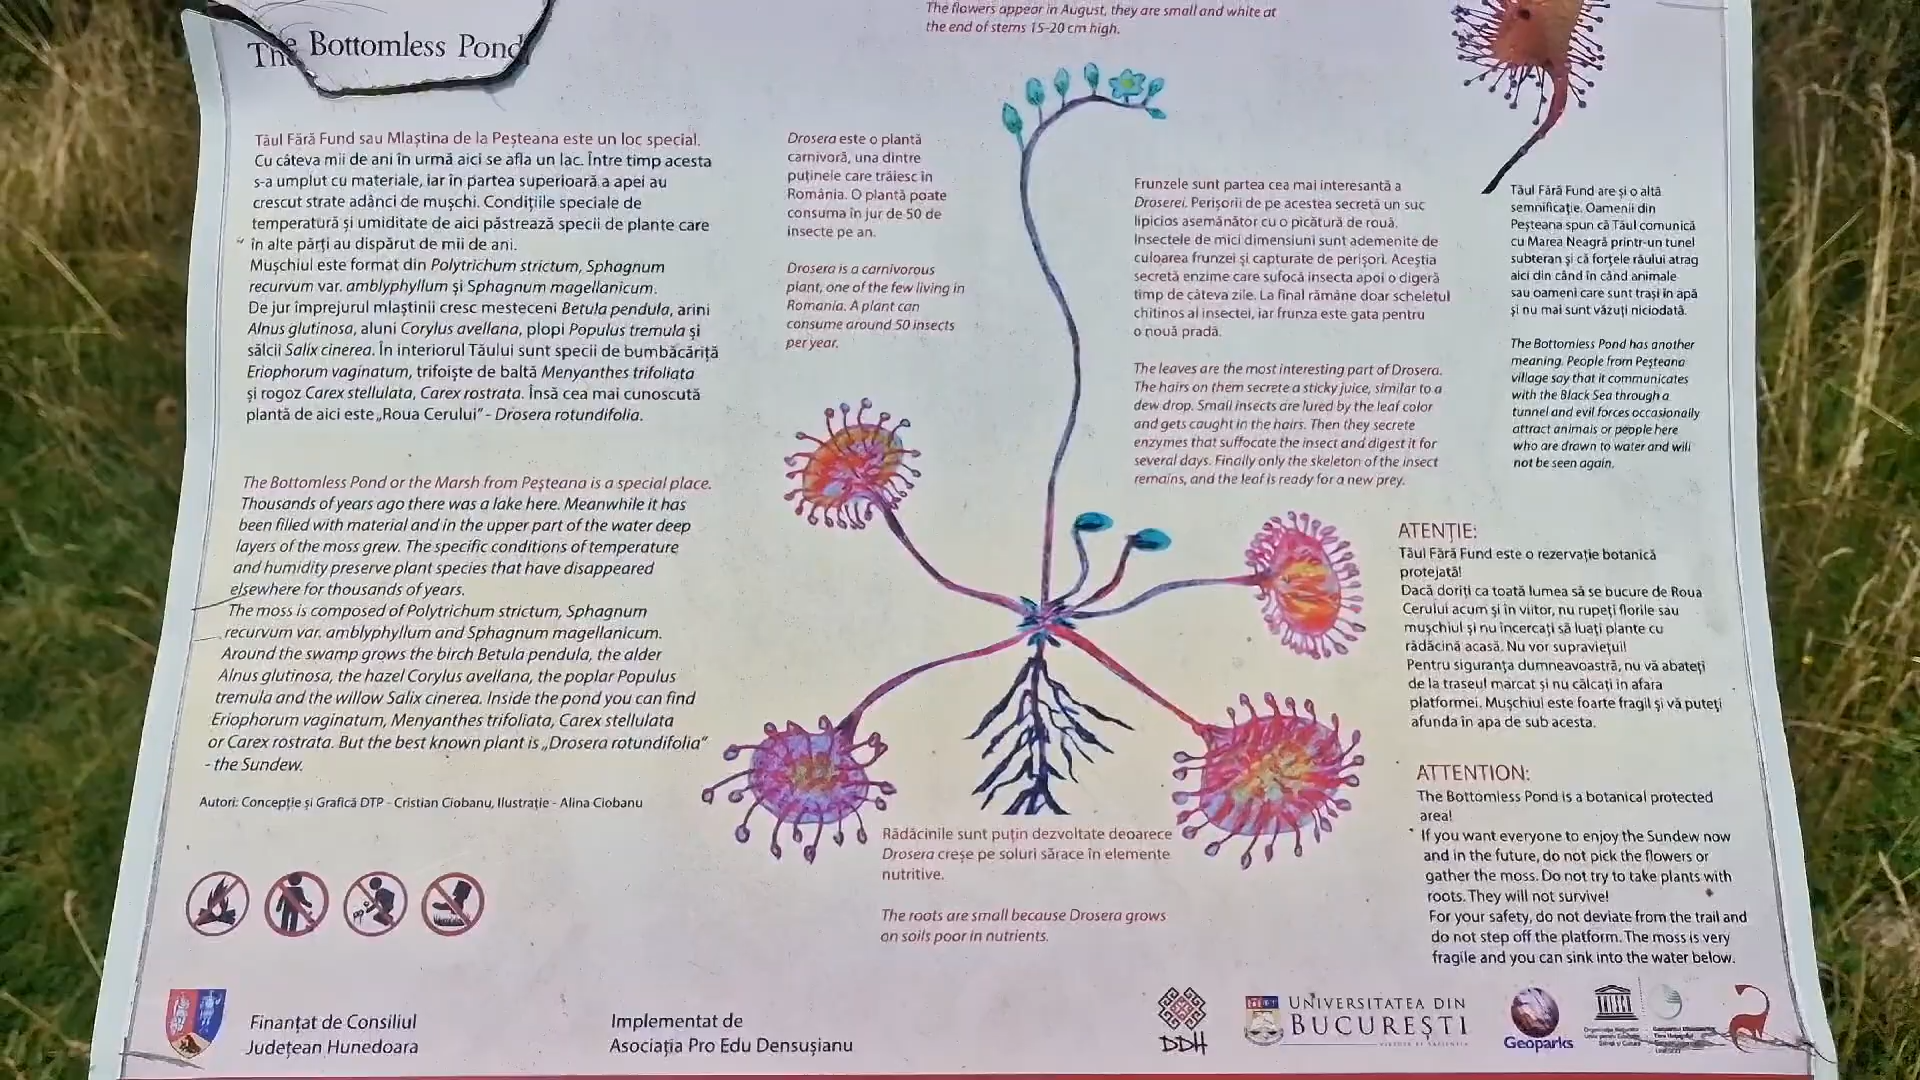 The Bottomless Pond
Tăul Fără Fund sau Mlaștina de la Peșteana este un loc special.
Cu câteva mii de ani în urmă aici se afla un lac. Între timp acesta
s-a umplut cu materiale, iar în partea superioară a apei au
crescut strate adânci de mușchi. Condițiile speciale de
temperatură și umiditate de aici păstrează specii de plante care
în alte părți au dispărut de mii de ani.
Mușchiul este format din Polytrichum strictum, Sphagnum
recurvum var. amblyphyllum și Sphagnum magellanicum.
De jur împrejurul mlaștinii cresc mesteceni Betula pendula, arini
Alnus glutinosa, aluni Corylus avellana, plopi Populus tremula și
sălcii Salix cinerea. În interiorul Tăului sunt specii de bumbăcăriță
Eriophorum vaginatum, trifoiște de baltă Menyanthes trifoliata
și rogoz Carex stellulata, Carex rostrata. Însă cea mai cunoscută
plantă de aici este „Roua Cerului" - Drosera rotundifolia.
The Bottomless Pond or the Marsh from Peșteana is a special place.
Thousands of years ago there was a lake here. Meanwhile it has
been filled with material and in the upper part of the water deep
layers of the moss grew. The specific conditions of temperature
and humidity preserve plant species that have disappeared
elsewhere for thousands of years.
The moss is composed of Polytrichum strictum, Sphagnum
recurvum var. amblyphyllum and Sphagnum magellanicum.
Around the swamp grows the birch Betula pendula, the alder
Alnus glutinosa, the hazel Corylus avellana, the poplar Populus
tremula and the willow Salix cinerea. Inside the pond you can find
Eriophorum vaginatum, Menyanthes trifoliata, Carex stellulata
or Carex rostrata. But the best known plant is „Drosera rotundifolia"
- the Sundew.
Autori: Concepție și Grafică DTP - Cristian Ciobanu, Ilustrație - Alina Ciobanu
The flowers appear in August, they are small and white at
the end of stems 15-20 cm high.
Drosera este o plantă
carnivoră, una dintre
puținele care trăiesc în
România. O plantă poate
consuma în jur de 50 de
insecte pe an.
Drosera is a carnivorous
plant, one of the few living in
Romania. A plant can
consume around 50 insects
per year.
Frunzele sunt partea cea mai interesantă a
Droserei. Perișorii de pe acestea secretă un suc
lipicios asemănător cu o picătură de rouă.
Insectele de mici dimensiuni sunt ademenite de
culoarea frunzei și capturate de perișori. Aceștia
secretă enzime care sufocă insecta apoi o digeră
timp de câteva zile. La final rămâne doar scheletul
chitinos al insectei, iar frunza este gata pentru
o nouă pradă.
The leaves are the most interesting part of Drosera.
The hairs on them secrete a sticky juice, similar to a
dew drop. Small insects are lured by the leaf color
and gets caught in the hairs. Then they secrete
enzymes that suffocate the insect and digest it for
several days. Finally only the skeleton of the insect
remains, and the leaf is ready for a new prey.
Tăul Fără Fund are și o altă
semnificație. Oamenii din
Peșteana spun că Tăul comunică
cu Marea Neagră printr-un tunel
subteran și că forțele răului atrag
aici din când în când animale
sau oameni care sunt trași în apă
și nu mai sunt văzuți niciodată.
The Bottomless Pond has another
meaning. People from Peșteana
village say that it communicates
with the Black Sea through a
tunnel and evil forces occasionally
attract animals or people here
who are drawn to water and will
not be seen again.
ATENȚIE:
Tăul Fără Fund este o rezervație botanică
protejată!
Dacă doriți ca toată lumea să se bucure de Roua
Cerului acum și în viitor, nu rupeți florile sau
mușchiul și nu încercați să luați plante cu
rădăcină acasă. Nu vor supraviețui!
Pentru siguranța dumneavoastră, nu vă abateți
de la traseul marcat și nu călcați în afara
platformei. Mușchiul este foarte fragil și vă puteți
afunda în apa de sub acesta.
ATTENTION:
The Bottomless Pond is a botanical protected
area!
If you want everyone to enjoy the Sundew now
and in the future, do not pick the flowers or
gather the moss. Do not try to take plants with
roots. They will not survive!
For your safety, do not deviate from the trail and
do not step off the platform. The moss is very
fragile and you can sink into the water below.
Rădăcinile sunt puțin dezvoltate deoarece
Drosera crește pe soluri sărace în elemente
nutritive.
The roots are small because Drosera grows
on soils poor in nutrients.
Finanțat de Consiliul
Județean Hunedoara
Implementat de
Asociația Pro Edu Densușianu
DDH
UNIVERSITATEA DIN
BUCUREȘTI
Geoparks